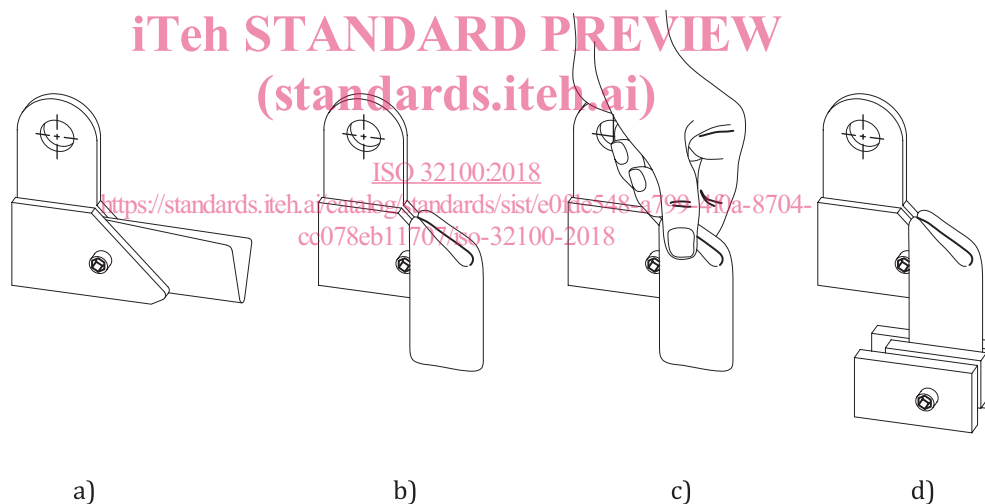 iTeh STANDARD PREVIEW
(standards.iteh.ai)
ISO 32100:2018
https://standards.iteh.ai/catalog/standards/sist/e0fde548-a799-4f0a-8704-
cc078eb11707/iso-32100-2018
a) b) c) d)